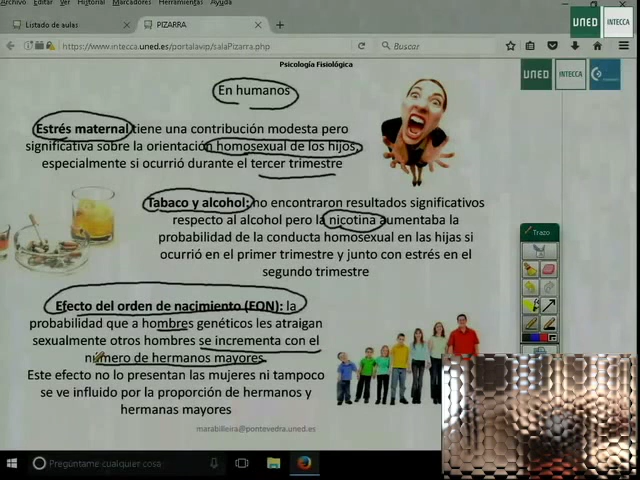 Archivo Editar Ver Historial Marcadores Herramientas Ayuda
Listado de aulas
PIZARRA
UNED
INTECCA
https://www.intecca.uned.es/portalavip/salaPizarra.php
Buscar
Psicología Fisiológica
UNED
INTECCA
En humanos
Estrés maternal tiene una contribución modesta pero
significativa sobre la orientación homosexual de los hijos,
especialmente si ocurrió durante el tercer trimestre
Tabaco y alcohol: no encontraron resultados significativos
respecto al alcohol pero la nicotina aumentaba la
probabilidad de la conducta homosexual en las hijas si
ocurrió en el primer trimestre y junto con estrés en el
segundo trimestre
Trazo
Efecto del orden de nacimiento (EON): la
probabilidad que a hombres genéticos les atraigan
sexualmente otros hombres se incrementa con el
número de hermanos mayores.
Este efecto no lo presentan las mujeres ni tampoco
se ve influido por la proporción de hermanos y
hermanas mayores
marabilleira@pontevedra.uned.es
Pregúntame cualquier cosa